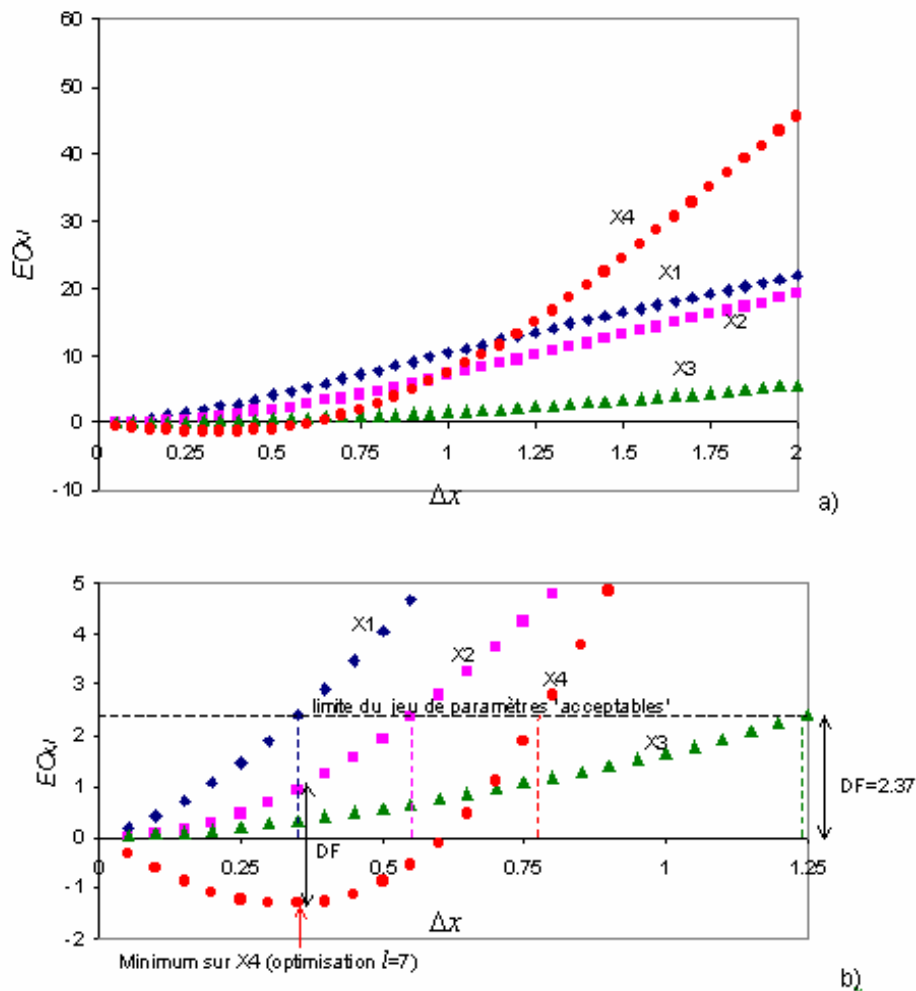 60
50
40
30
20
10
0
-10
ECx,l
X4
X1
X2
X3
0 0.25 0.5 0.75 1 1.25 1.5 1.75 2
Δx
a)
5
4
3
2
1
0
-1
-2
ECx,l
X1
X2
X4
limite du jeu de paramètres 'acceptables'
X3
DF=2.37
DF
0 0.25 0.5 0.75 1 1.25
Δx
Minimum sur X4 (optimisation l=7)
b)